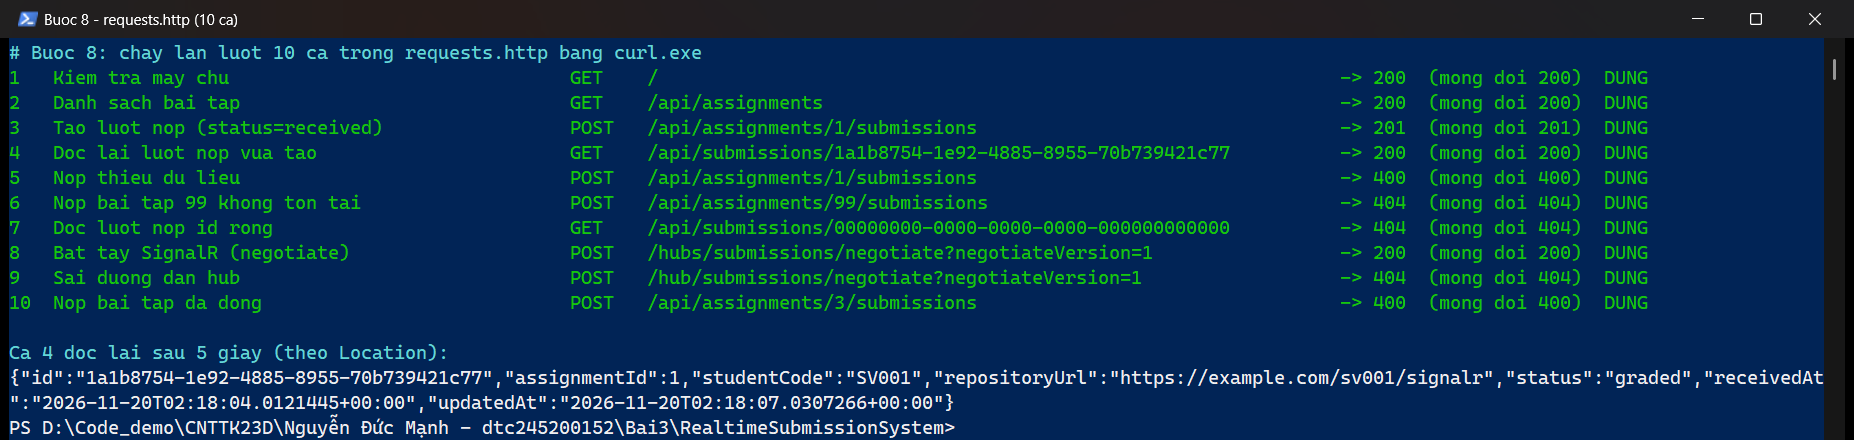 Buoc 8 - requests.http (10 ca)
# Buoc 8: chay lan luot 10 ca trong requests.http bang curl.exe
1 Kiem tra may chu GET / -> 200 (mong doi 200) DUNG
2 Danh sach bai tap GET /api/assignments -> 200 (mong doi 200) DUNG
3 Tao luot nop (status=received) POST /api/assignments/1/submissions -> 201 (mong doi 201) DUNG
4 Doc lai luot nop vua tao GET /api/submissions/1a1b8754-1e92-4885-8955-70b739421c77 -> 200 (mong doi 200) DUNG
5 Nop thieu du lieu POST /api/assignments/1/submissions -> 400 (mong doi 400) DUNG
6 Nop bai tap 99 khong ton tai POST /api/assignments/99/submissions -> 404 (mong doi 404) DUNG
7 Doc luot nop id rong GET /api/submissions/00000000-0000-0000-0000-000000000000 -> 404 (mong doi 404) DUNG
8 Bat tay SignalR (negotiate) POST /hubs/submissions/negotiate?negotiateVersion=1 -> 200 (mong doi 200) DUNG
9 Sai duong dan hub POST /hub/submissions/negotiate?negotiateVersion=1 -> 404 (mong doi 404) DUNG
10 Nop bai tap da dong POST /api/assignments/3/submissions -> 400 (mong doi 400) DUNG
Ca 4 doc lai sau 5 giay (theo Location):
{"id":"1a1b8754-1e92-4885-8955-70b739421c77","assignmentId":1,"studentCode":"SV001","repositoryUrl":"https://example.com/sv001/signalr","status":"graded","receivedAt
":"2026-11-20T02:18:04.0121445+00:00","updatedAt":"2026-11-20T02:18:07.0307266+00:00"}
PS D:\Code_demo\CNTTK23D\Nguyễn Đức Mạnh - dtc245200152\Bai3\RealtimeSubmissionSystem>